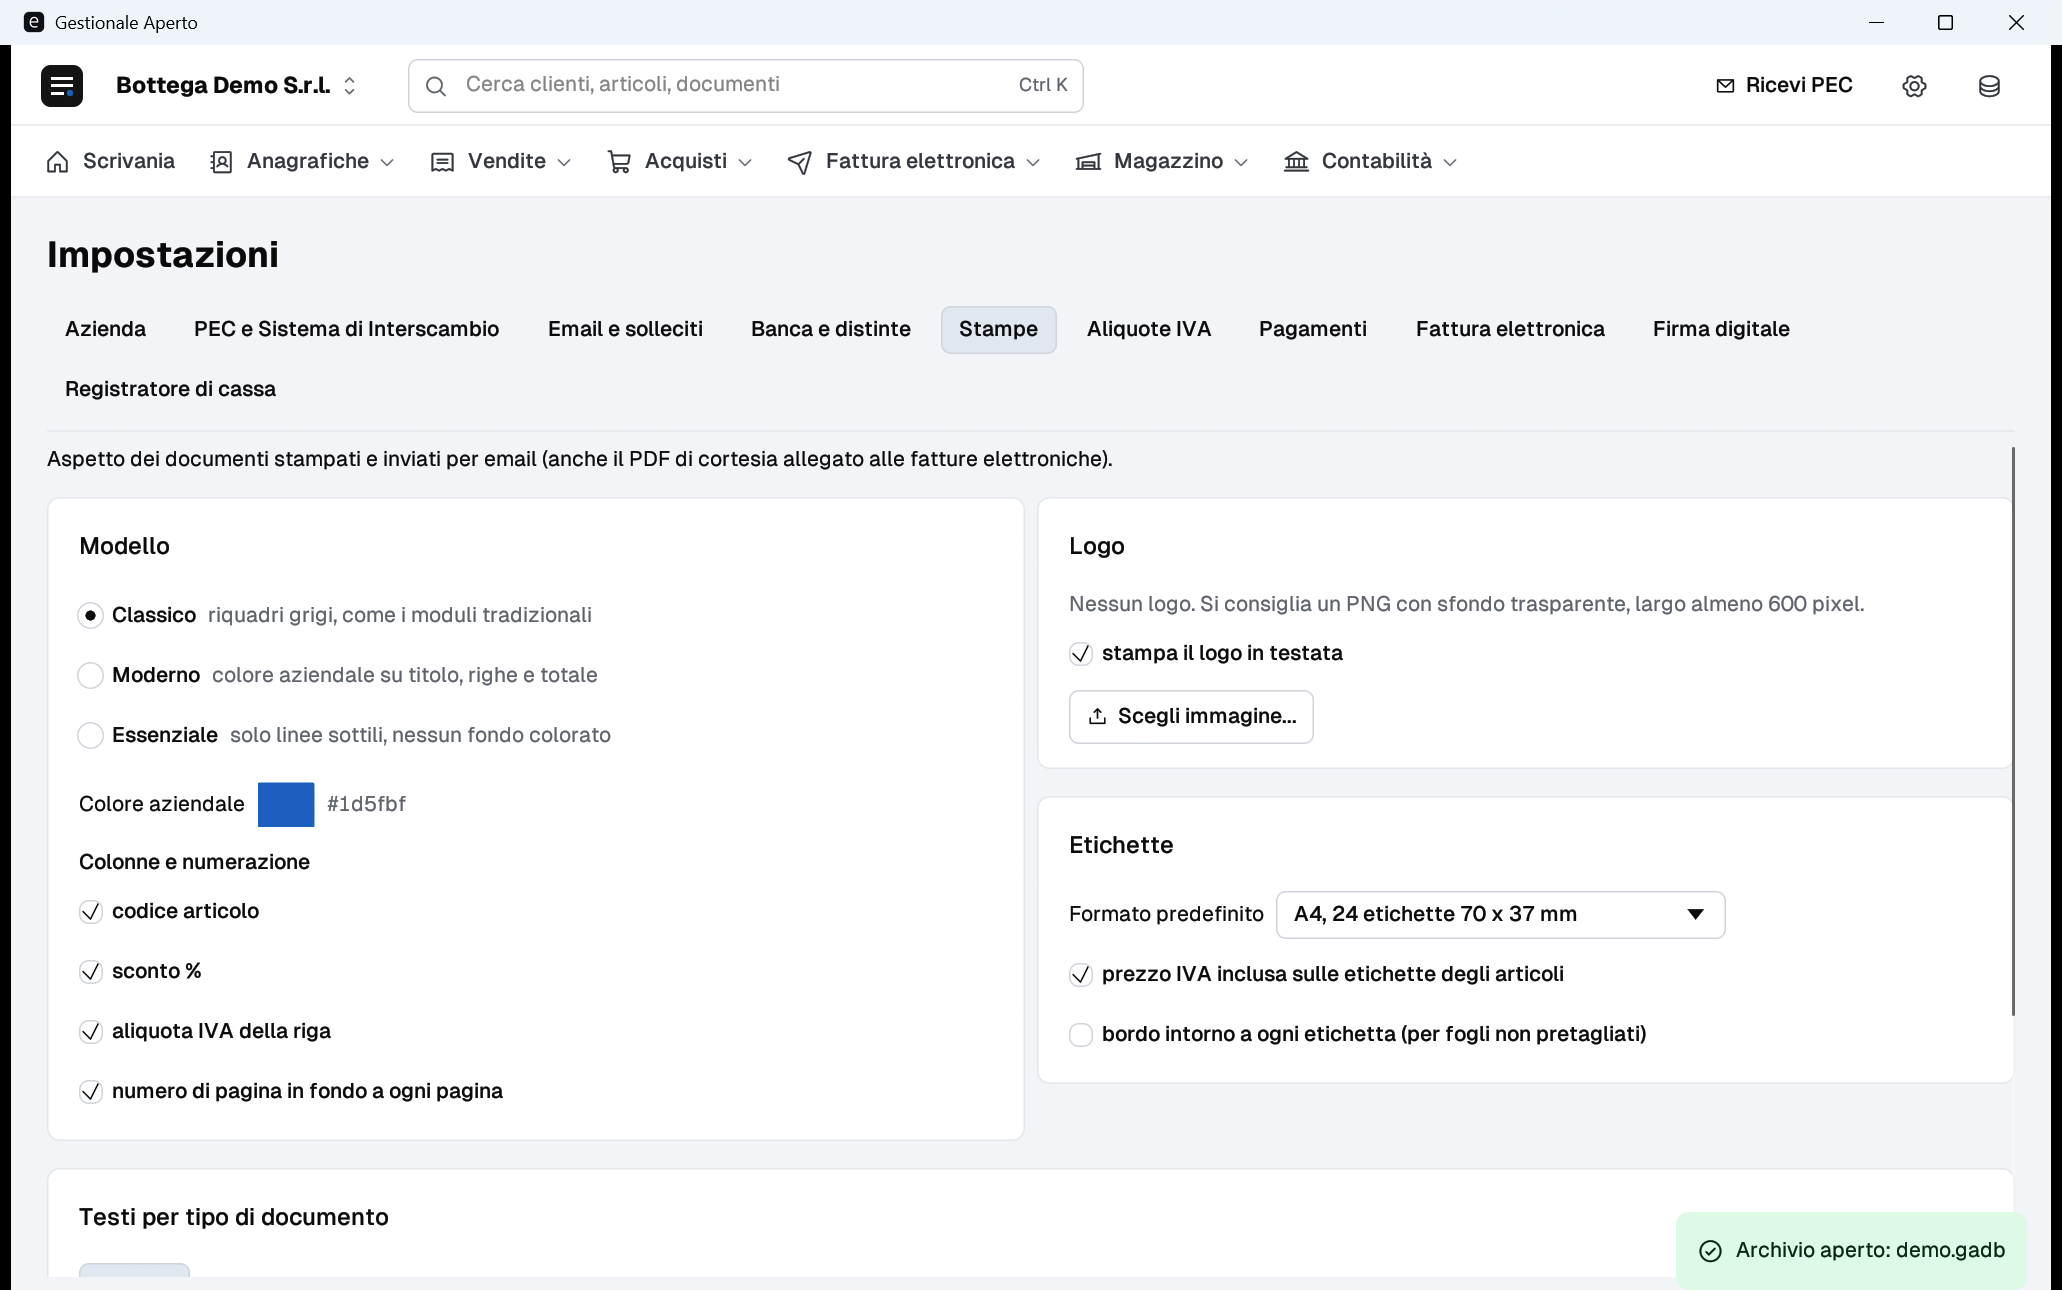 Gestionale Aperto
Bottega Demo S.r.l.
Cerca clienti, articoli, documenti
Ctrl K
Ricevi PEC
Scrivania
Anagrafiche
Vendite
Acquisti
Fattura elettronica
Magazzino
Contabilità
Impostazioni
Azienda
PEC e Sistema di Interscambio
Email e solleciti
Banca e distinte
Stampe
Aliquote IVA
Pagamenti
Fattura elettronica
Firma digitale
Registratore di cassa
Aspetto dei documenti stampati e inviati per email (anche il PDF di cortesia allegato alle fatture elettroniche).
Modello
Classico riquadri grigi, come i moduli tradizionali
Moderno colore aziendale su titolo, righe e totale
Essenziale solo linee sottili, nessun fondo colorato
Colore aziendale #1d5fbf
Colonne e numerazione
codice articolo
sconto %
aliquota IVA della riga
numero di pagina in fondo a ogni pagina
Logo
Nessun logo. Si consiglia un PNG con sfondo trasparente, largo almeno 600 pixel.
stampa il logo in testata
Scegli immagine...
Etichette
Formato predefinito A4, 24 etichette 70 x 37 mm
prezzo IVA inclusa sulle etichette degli articoli
bordo intorno a ogni etichetta (per fogli non pretagliati)
Testi per tipo di documento
Archivio aperto: demo.gadb